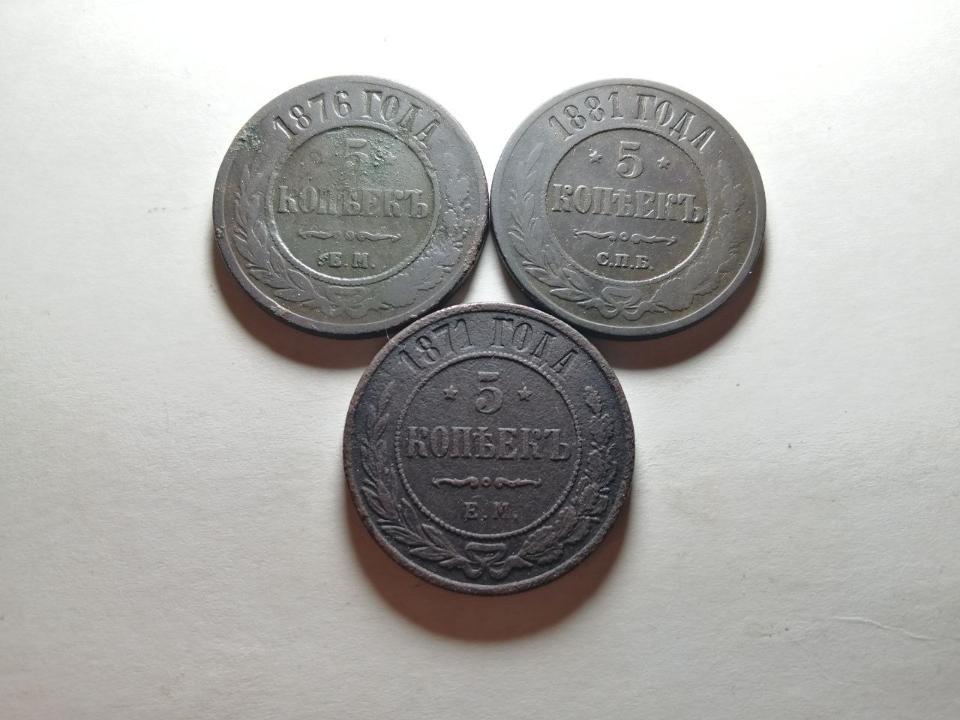 1876 ГОДА
5
КОПѢЕКЪ
Е.М.
1881 ГОДА
5
КОПѢЕКЪ
С.П.Б.
1871 ГОДА
5
КОПѢЕКЪ
Е.М.